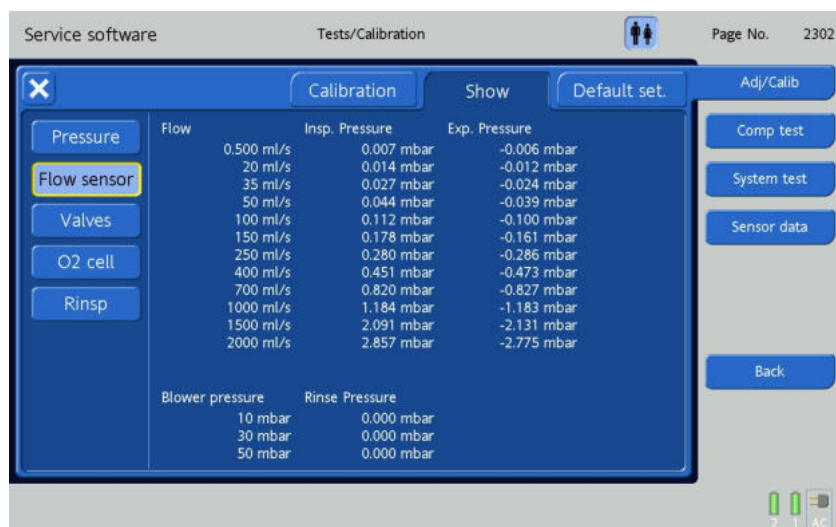 Service software Tests/Calibration Page No. 2302
Calibration Show Default set. Adj/Calib
Pressure
Flow sensor
Valves
O2 cell
Rinsp
Flow Insp. Pressure Exp. Pressure
0.500 ml/s 0.007 mbar -0.006 mbar
20 ml/s 0.014 mbar -0.012 mbar
35 ml/s 0.027 mbar -0.024 mbar
50 ml/s 0.044 mbar -0.039 mbar
100 ml/s 0.112 mbar -0.100 mbar
150 ml/s 0.178 mbar -0.161 mbar
250 ml/s 0.280 mbar -0.286 mbar
400 ml/s 0.451 mbar -0.473 mbar
700 ml/s 0.820 mbar -0.827 mbar
1000 ml/s 1.184 mbar -1.183 mbar
1500 ml/s 2.091 mbar -2.131 mbar
2000 ml/s 2.857 mbar -2.775 mbar
Blower pressure Rinse Pressure
10 mbar 0.000 mbar
30 mbar 0.000 mbar
50 mbar 0.000 mbar
Comp test
System test
Sensor data
Back
2 1 AC